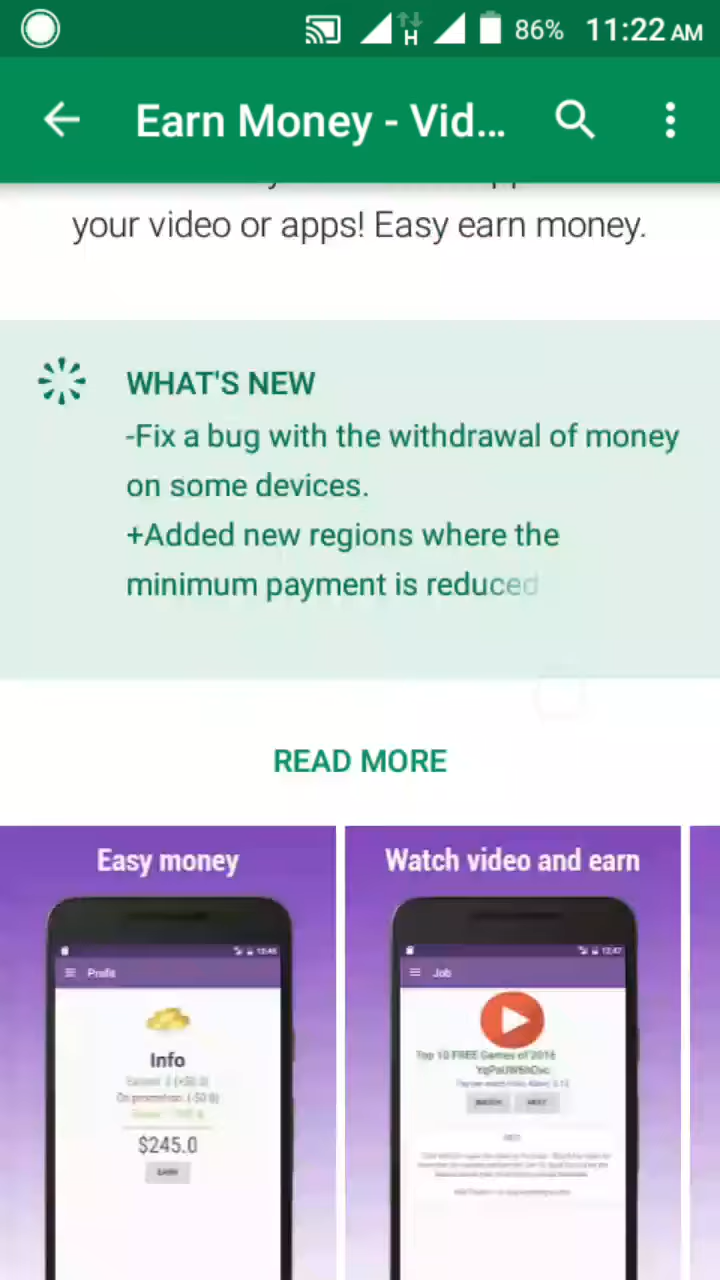 H 86% 11:22 AM
Earn Money - Vid...
your video or apps! Easy earn money.
WHAT'S NEW
-Fix a bug with the withdrawal of money
on some devices.
+Added new regions where the
minimum payment is reduced
READ MORE
Easy money
Watch video and earn
Profit
Info
$245.0
Job
Top 10 FREE Games of 2016